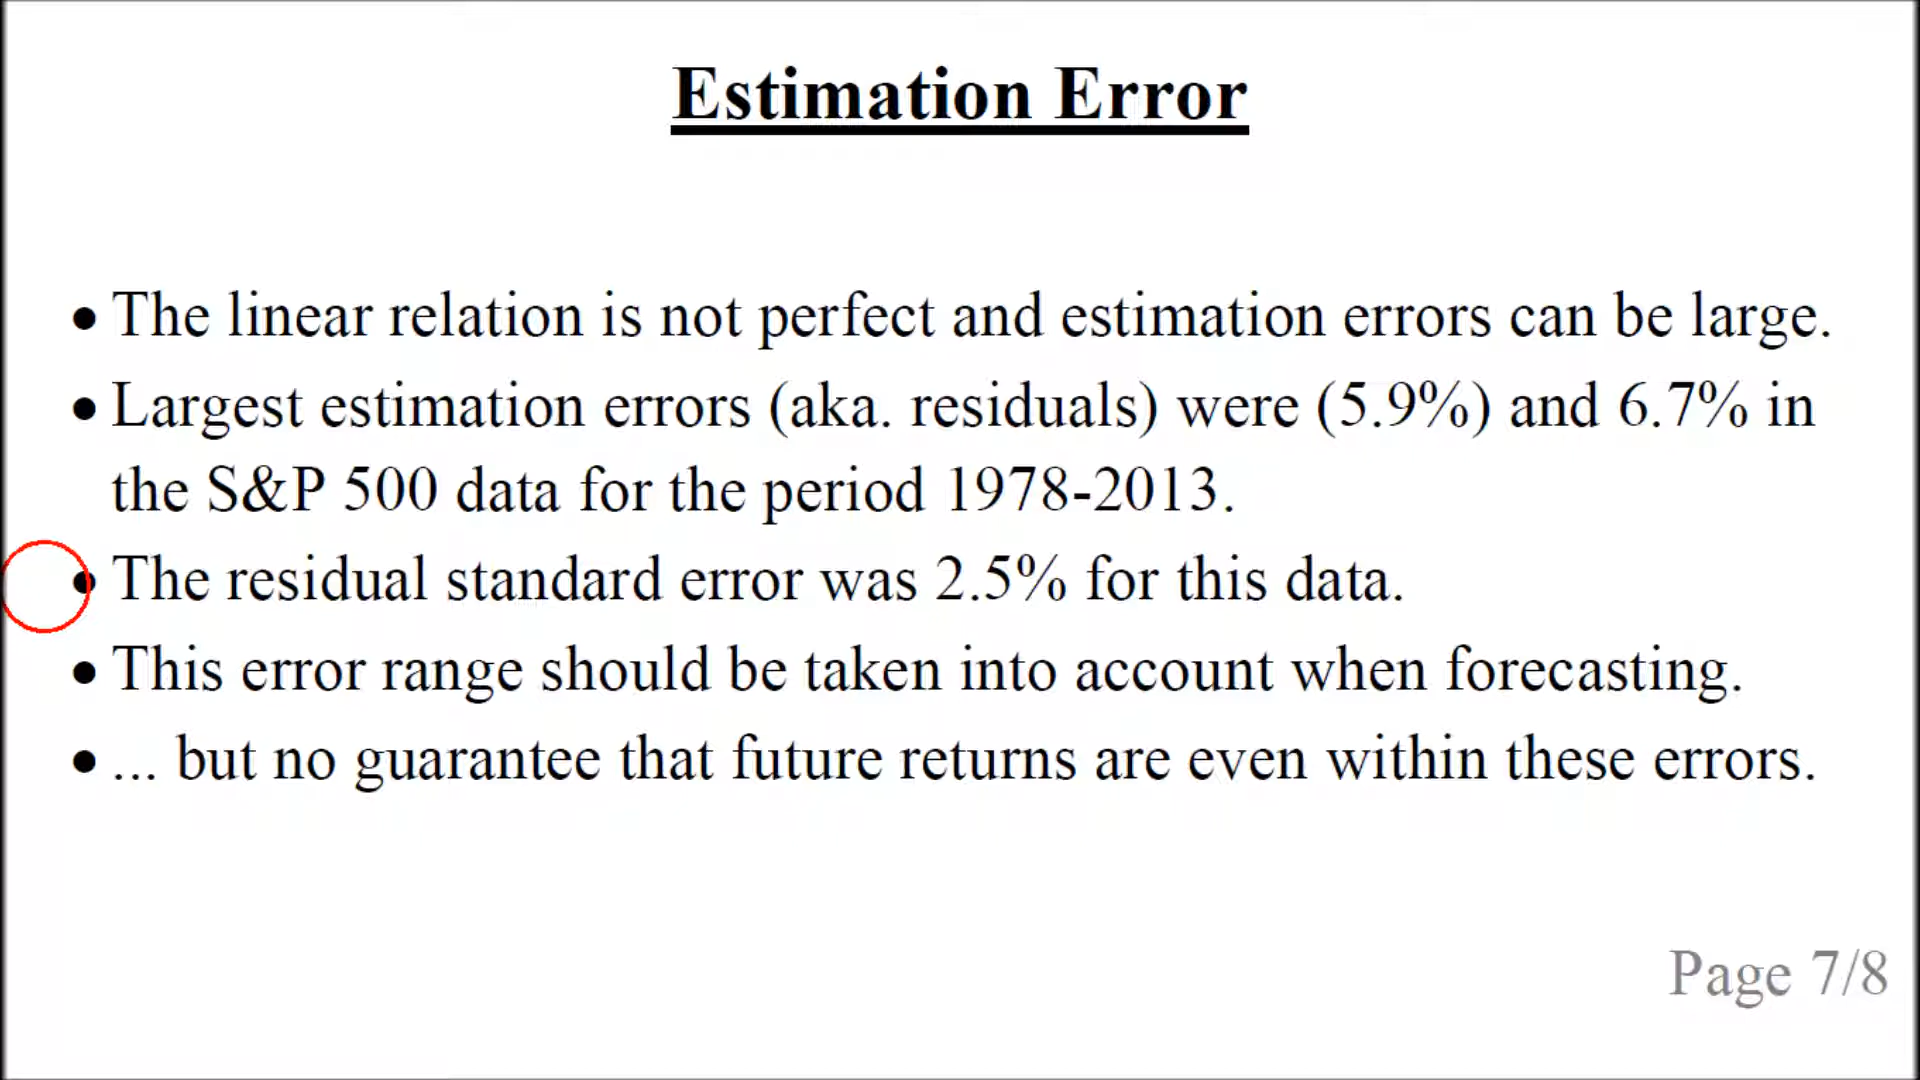 Estimation Error
• The linear relation is not perfect and estimation errors can be large.
• Largest estimation errors (aka. residuals) were (5.9%) and 6.7% in
the S&P 500 data for the period 1978-2013.
• The residual standard error was 2.5% for this data.
• This error range should be taken into account when forecasting.
• ... but no guarantee that future returns are even within these errors.
Page 7/8